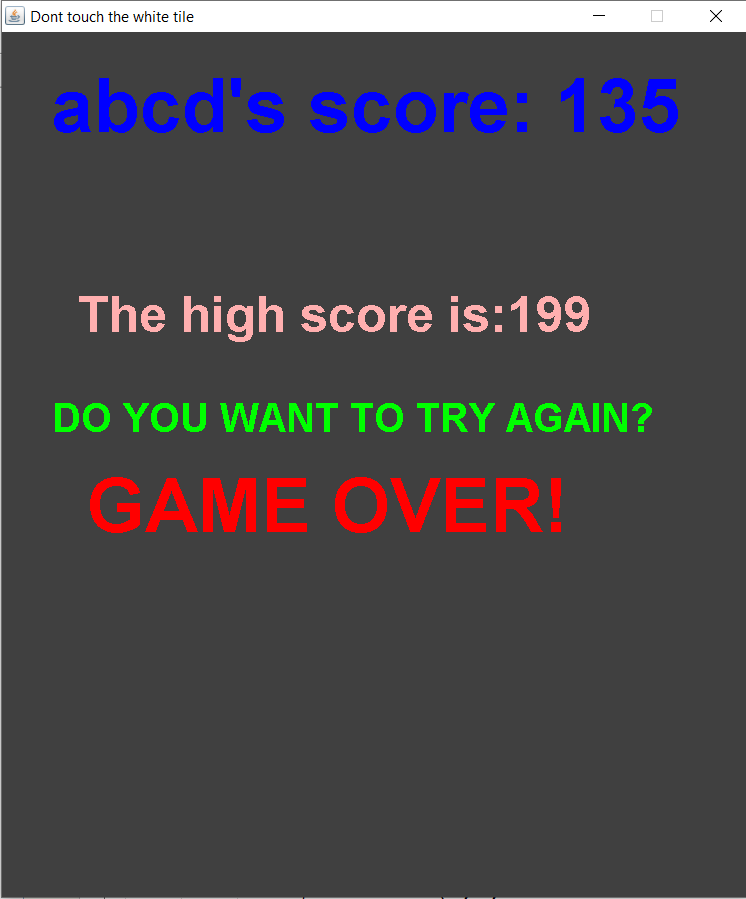 Dont touch the white tile
abcd's score: 135
The high score is:199
DO YOU WANT TO TRY AGAIN?
GAME OVER!